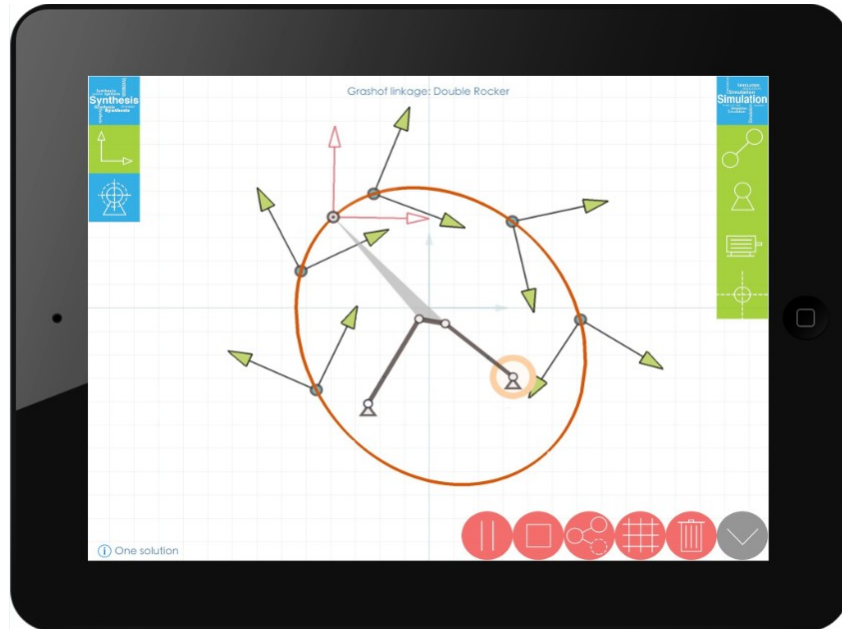 Grashof linkage: Double Rocker
Synthesis
Simulation
One solution